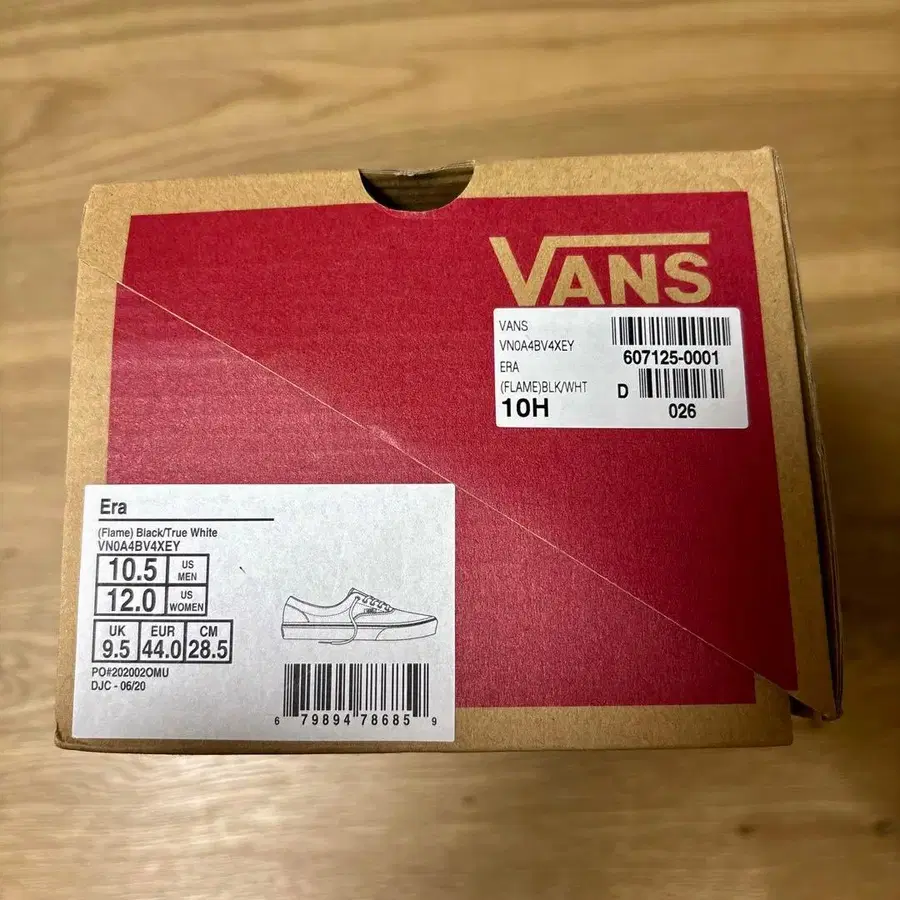 VANS
VANS
VN0A4BV4XEY
ERA
(FLAME)BLK/WHT
10H
607125-0001
D
026
Era
(Flame) Black/True White
VN0A4BV4XEY
10.5 US MEN
12.0 US WOMEN
UK EUR CM
9.5 44.0 28.5
PO#202002OMU
DJC - 06/20
6 79894 78685 9